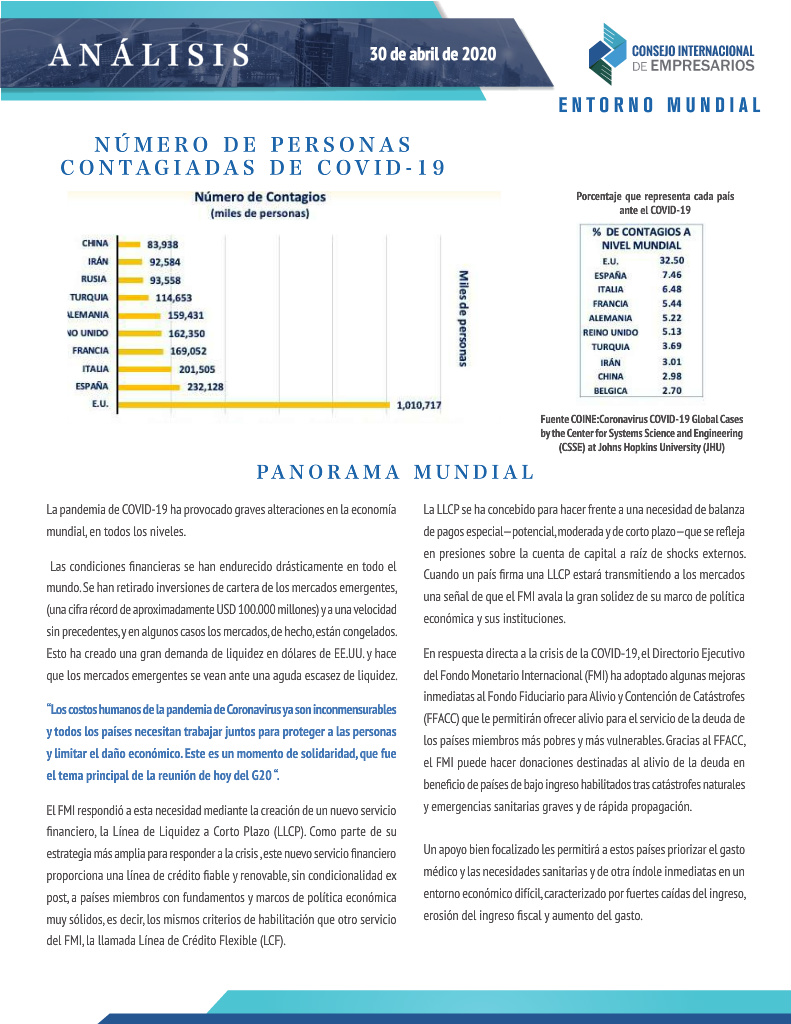 ANÁLISIS
30 de abril de 2020
CONSEJO INTERNACIONAL
DE EMPRESARIOS
ENTORNO MUNDIAL
NÚMERO DE PERSONAS
CONTAGIADAS DE COVID-19
Número de Contagios
(miles de personas)
CHINA 83,938
IRÁN 92,584
RUSIA 93,558
TURQUIA 114,653
ALEMANIA 159,431
NO UNIDO 162,350
FRANCIA 169,052
ITALIA 201,505
ESPAÑA 232,128
E.U. 1,010,717
Miles de personas
Porcentaje que representa cada país
ante el COVID-19
% DE CONTAGIOS A
NIVEL MUNDIAL
E.U. 32.50
ESPAÑA 7.46
ITALIA 6.48
FRANCIA 5.44
ALEMANIA 5.22
REINO UNIDO 5.13
TURQUIA 3.69
IRÁN 3.01
CHINA 2.98
BELGICA 2.70
Fuente COINE:Coronavirus COVID-19 Global Cases
by the Center for Systems Science and Engineering
(CSSE) at Johns Hopkins University (JHU)
PANORAMA MUNDIAL
La pandemia de COVID-19 ha provocado graves alteraciones en la economía
mundial, en todos los niveles.
Las condiciones financieras se han endurecido drásticamente en todo el
mundo. Se han retirado inversiones de cartera de los mercados emergentes,
(una cifra récord de aproximadamente USD 100.000 millones) y a una velocidad
sin precedentes, y en algunos casos los mercados, de hecho, están congelados.
Esto ha creado una gran demanda de liquidez en dólares de EE.UU. y hace
que los mercados emergentes se vean ante una aguda escasez de liquidez.
“Los costos humanos de la pandemia de Coronavirus ya son inconmensurables
y todos los países necesitan trabajar juntos para proteger a las personas
y limitar el daño económico. Este es un momento de solidaridad, que fue
el tema principal de la reunión de hoy del G20 “.
El FMI respondió a esta necesidad mediante la creación de un nuevo servicio
financiero, la Línea de Liquidez a Corto Plazo (LLCP). Como parte de su
estrategia más amplia para responder a la crisis , este nuevo servicio financiero
proporciona una línea de crédito fiable y renovable, sin condicionalidad ex
post, a países miembros con fundamentos y marcos de política económica
muy sólidos, es decir, los mismos criterios de habilitación que otro servicio
del FMI, la llamada Línea de Crédito Flexible (LCF).
La LLCP se ha concebido para hacer frente a una necesidad de balanza
de pagos especial—potencial, moderada y de corto plazo—que se refleja
en presiones sobre la cuenta de capital a raíz de shocks externos.
Cuando un país firma una LLCP estará transmitiendo a los mercados
una señal de que el FMI avala la gran solidez de su marco de política
económica y sus instituciones.
En respuesta directa a la crisis de la COVID-19, el Directorio Ejecutivo
del Fondo Monetario Internacional (FMI) ha adoptado algunas mejoras
inmediatas al Fondo Fiduciario para Alivio y Contención de Catástrofes
(FFACC) que le permitirán ofrecer alivio para el servicio de la deuda de
los países miembros más pobres y más vulnerables. Gracias al FFACC,
el FMI puede hacer donaciones destinadas al alivio de la deuda en
beneficio de países de bajo ingreso habilitados tras catástrofes naturales
y emergencias sanitarias graves y de rápida propagación.
Un apoyo bien focalizado les permitirá a estos países priorizar el gasto
médico y las necesidades sanitarias y de otra índole inmediatas en un
entorno económico difícil, caracterizado por fuertes caídas del ingreso,
erosión del ingreso fiscal y aumento del gasto.